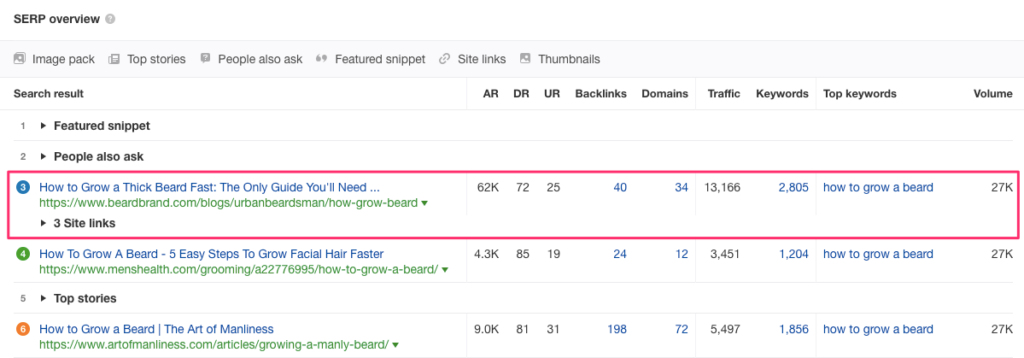 SERP overview ?
Image pack Top stories People also ask Featured snippet Site links Thumbnails
Search result AR DR UR Backlinks Domains Traffic Keywords Top keywords Volume
1 Featured snippet
2 People also ask
3 How to Grow a Thick Beard Fast: The Only Guide You'll Need ... 62K 72 25 40 34 13,166 2,805 how to grow a beard 27K
https://www.beardbrand.com/blogs/urbanbeardsman/how-grow-beard
3 Site links
4 How To Grow A Beard - 5 Easy Steps To Grow Facial Hair Faster 4.3K 85 19 24 12 3,451 1,204 how to grow a beard 27K
https://www.menshealth.com/grooming/a22776995/how-to-grow-a-beard/
5 Top stories
6 How to Grow a Beard | The Art of Manliness 9.0K 81 31 198 72 5,497 1,856 how to grow a beard 27K
https://www.artofmanliness.com/articles/growing-a-manly-beard/